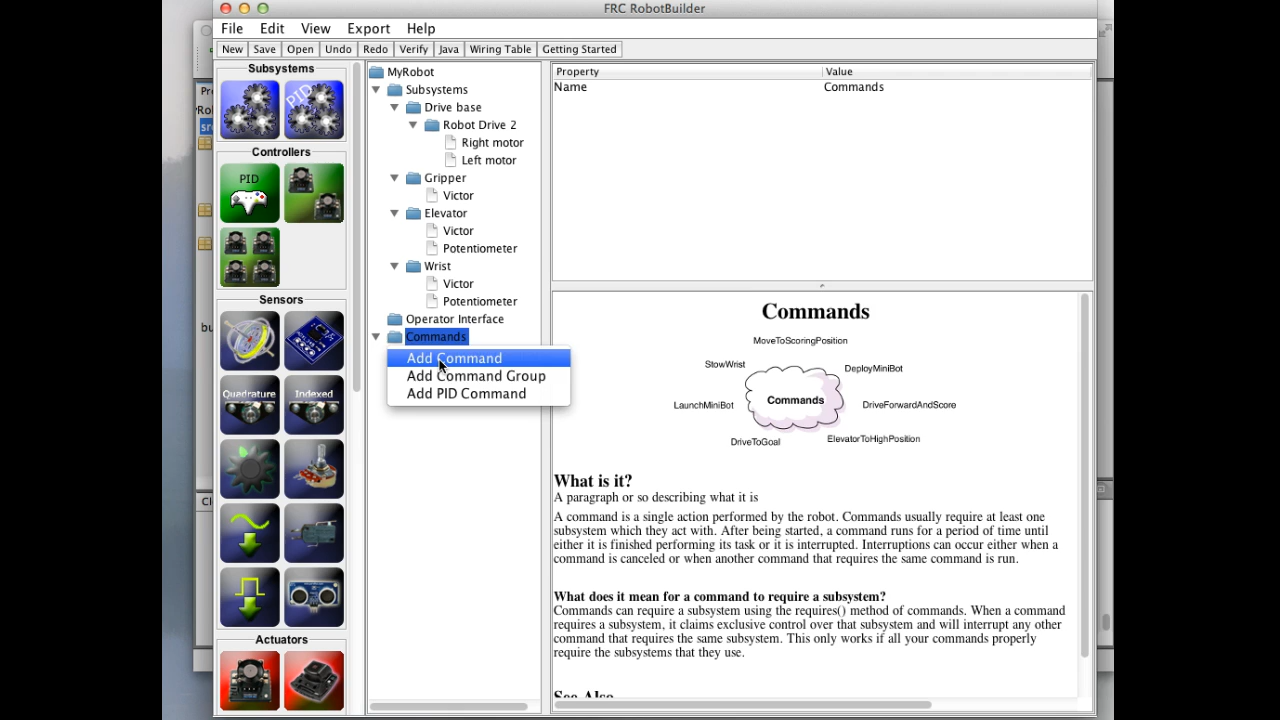 FRC RobotBuilder
File Edit View Export Help
New Save Open Undo Redo Verify Java Wiring Table Getting Started
Subsystems
PID
Controllers
PID
Sensors
Quadrature
Indexed
Actuators
MyRobot
Subsystems
Drive base
Robot Drive 2
Right motor
Left motor
Gripper
Victor
Elevator
Victor
Potentiometer
Wrist
Victor
Potentiometer
Operator Interface
Commands
Add Command
Add Command Group
Add PID Command
Property Value
Name Commands
Commands
MoveToScoringPosition
StowWrist
DeployMiniBot
Commands
LaunchMiniBot
DriveForwardAndScore
DriveToGoal
ElevatorToHighPosition
What is it?
A paragraph or so describing what it is
A command is a single action performed by the robot. Commands usually require at least one
subsystem which they act with. After being started, a command runs for a period of time until
either it is finished performing its task or it is interrupted. Interruptions can occur either when a
command is canceled or when another command that requires the same command is run.
What does it mean for a command to require a subsystem?
Commands can require a subsystem using the requires() method of commands. When a command
requires a subsystem, it claims exclusive control over that subsystem and will interrupt any other
command that requires the same subsystem. This only works if all your commands properly
require the subsystems that they use.
See Also